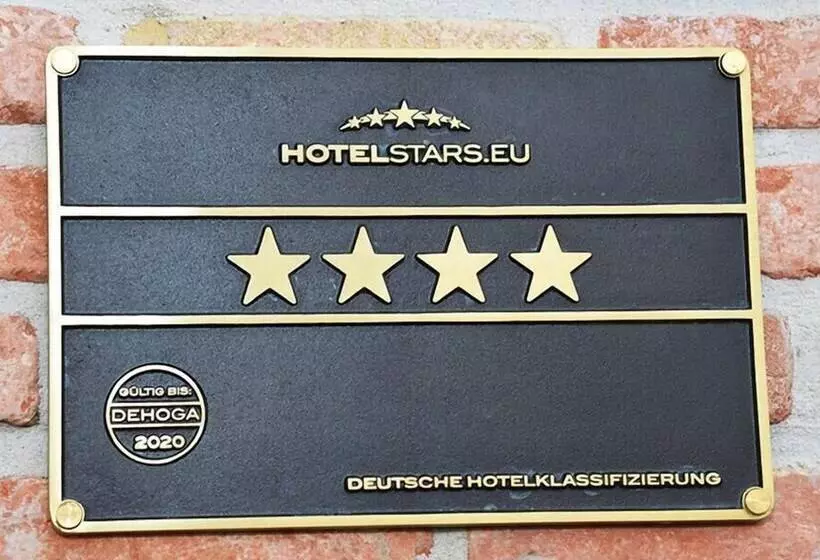 HOTELSTARS.EU
GÜLTIG BIS:
DEHOGA
2020
DEUTSCHE HOTELKLASSIFIZIERUNG